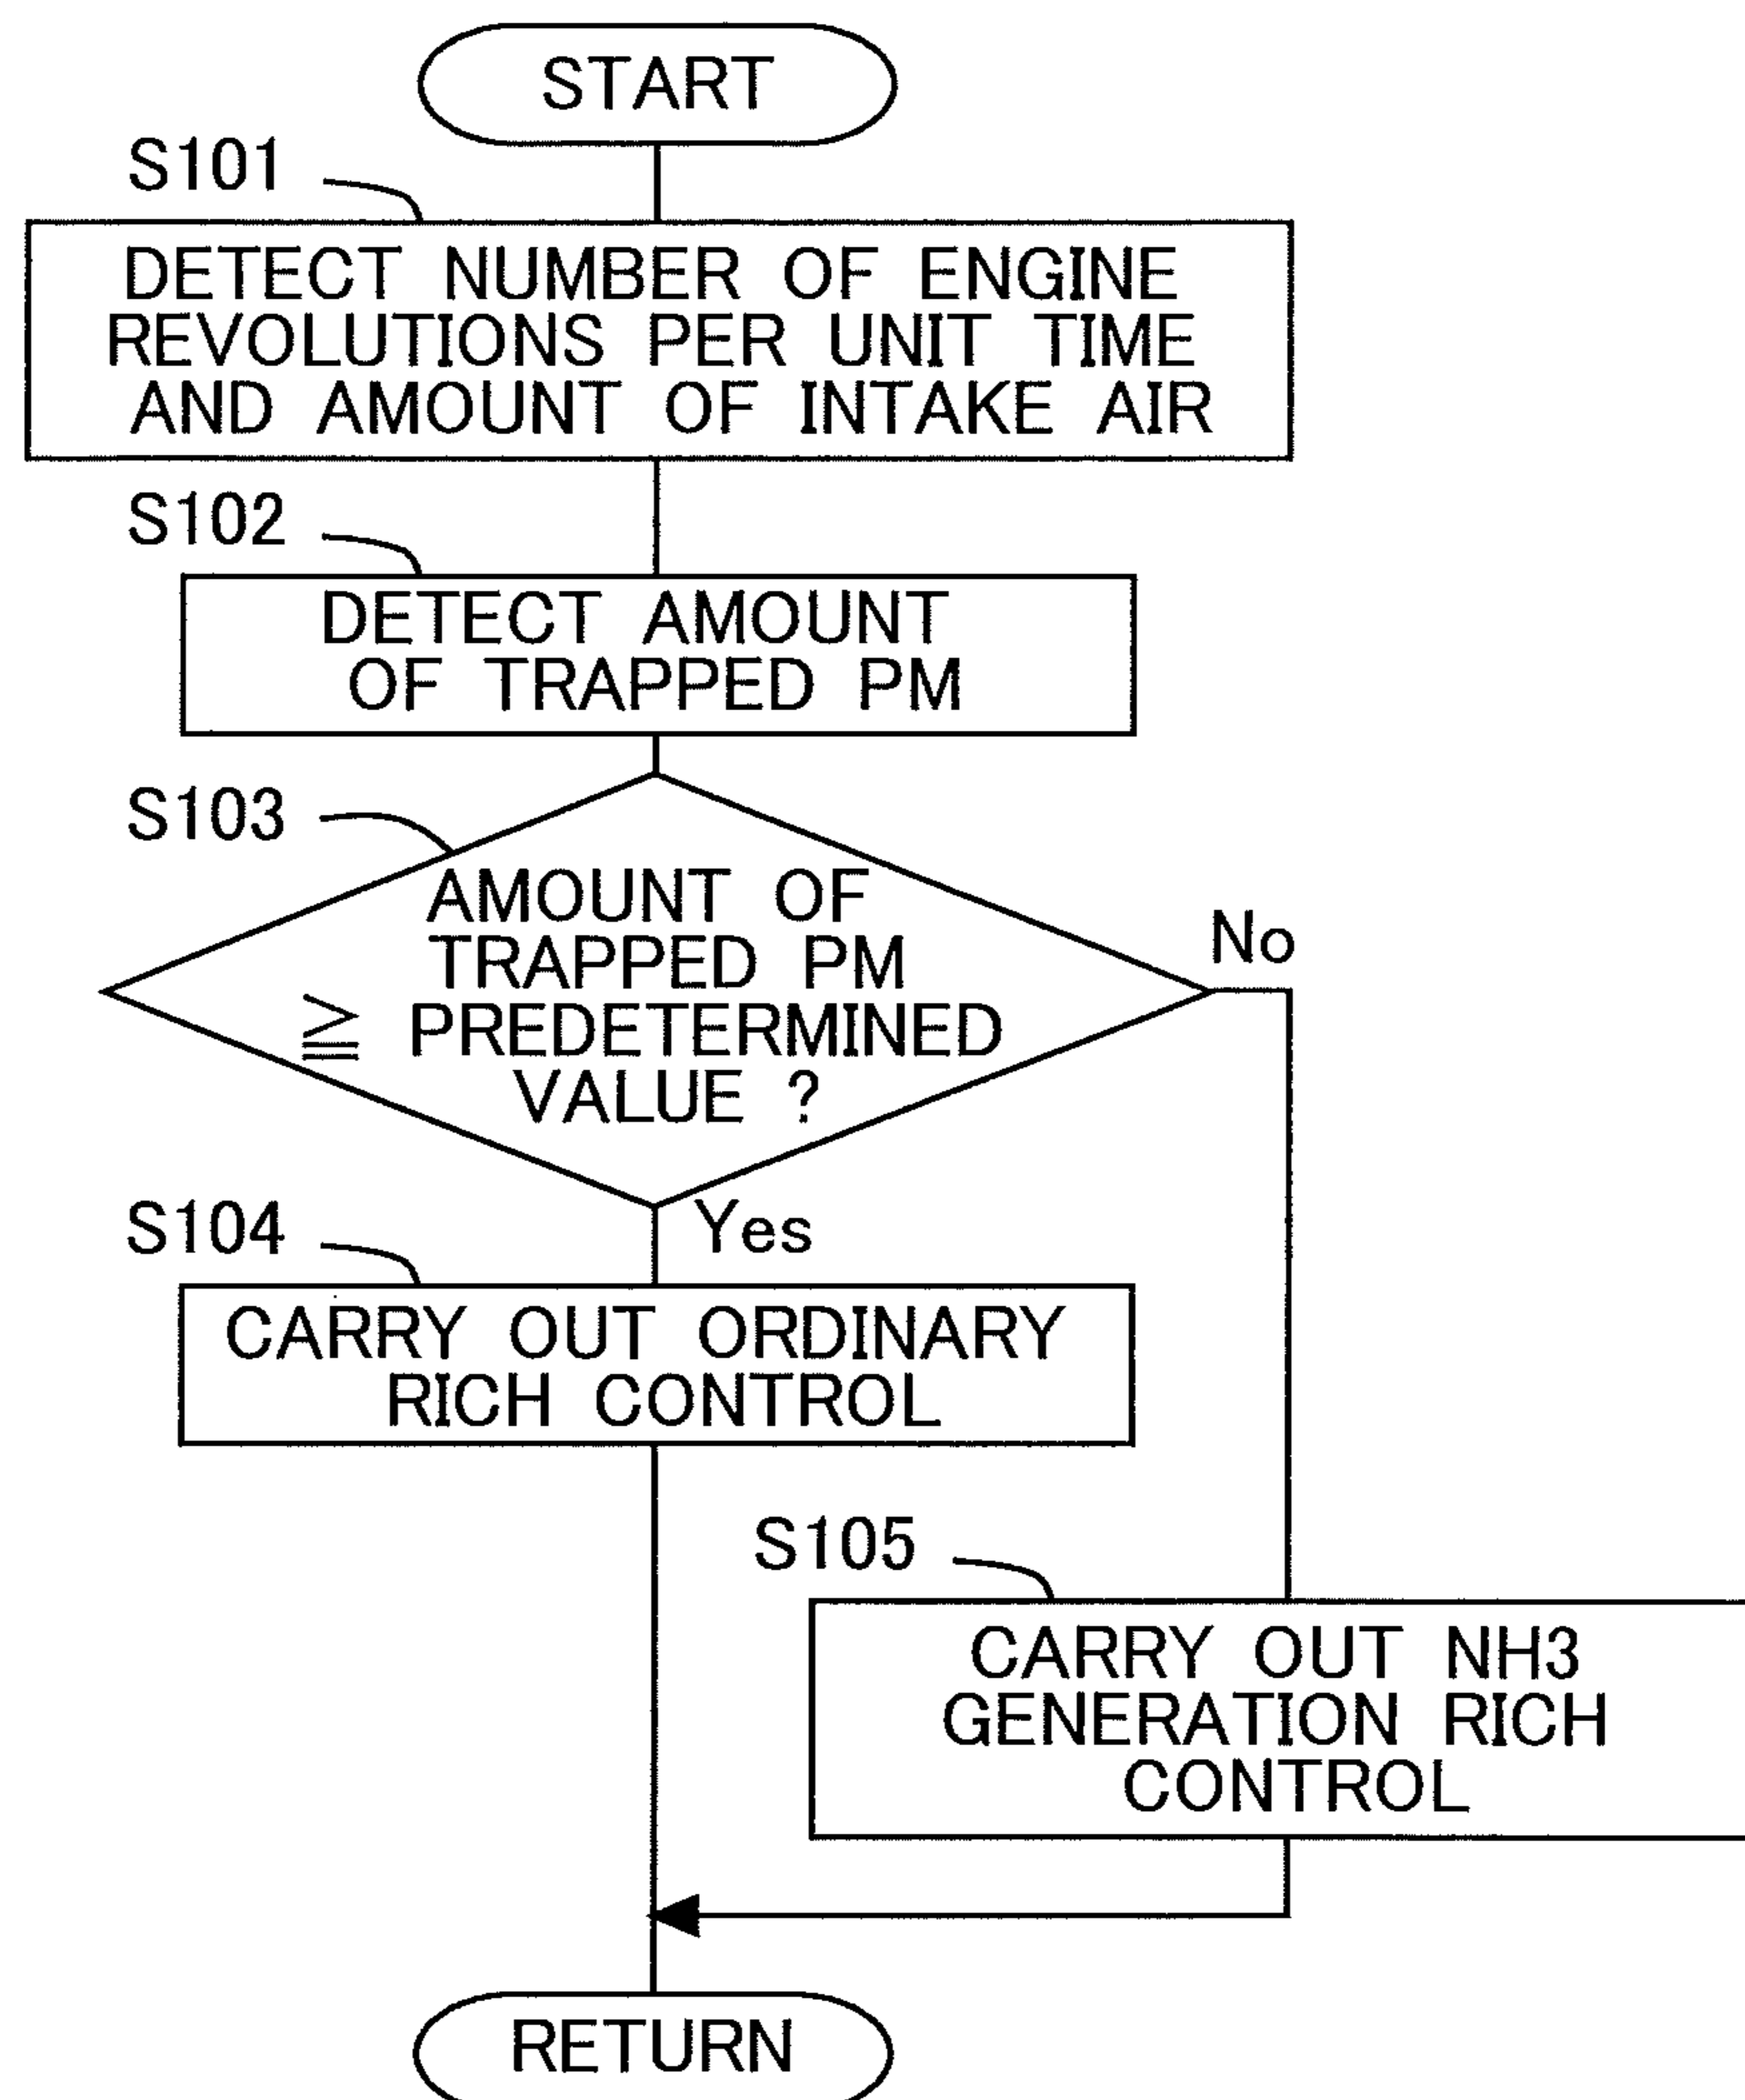 START
S101
DETECT NUMBER OF ENGINE
REVOLUTIONS PER UNIT TIME
AND AMOUNT OF INTAKE AIR
S102
DETECT AMOUNT
OF TRAPPED PM
S103
AMOUNT OF
TRAPPED PM
≧ PREDETERMINED
VALUE ?
No
Yes
S104
CARRY OUT ORDINARY
RICH CONTROL
S105
CARRY OUT NH3
GENERATION RICH
CONTROL
RETURN